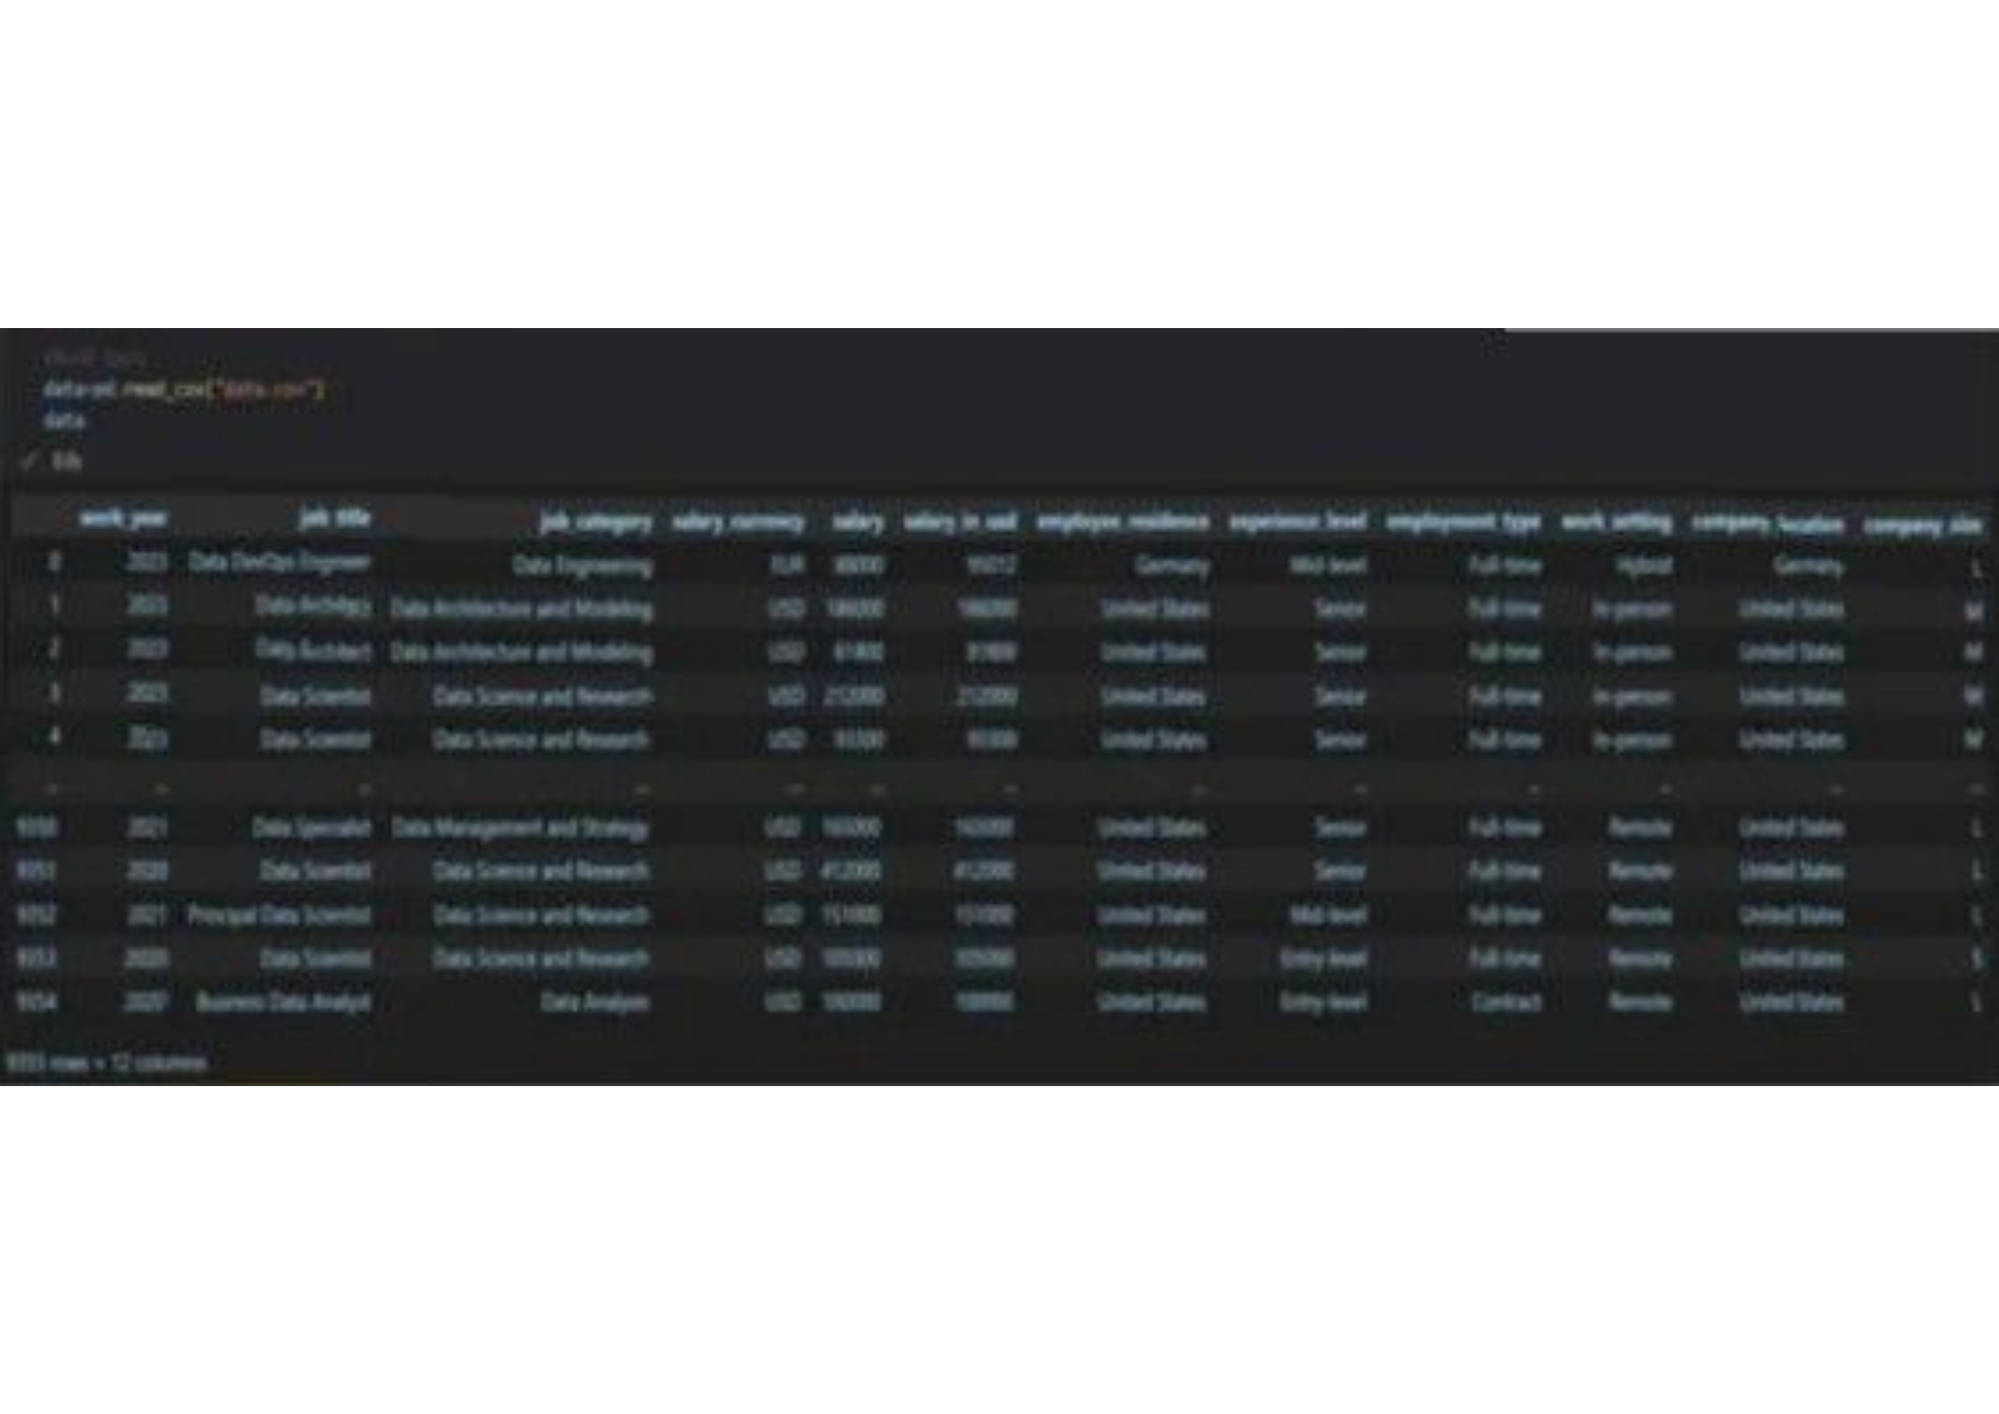 data=pd.read_csv("data.csv")
data
work_year job_title job_category salary_currency salary salary_in_usd employee_residence experience_level employment_type work_setting company_location company_size
0 2023 Data DevOps Engineer Data Engineering EUR 88000 95012 Germany Mid-level Full-time Hybrid Germany L
1 2023 Data Architect Data Architecture and Modeling USD 186000 186000 United States Senior Full-time In-person United States M
2 2023 Data Architect Data Architecture and Modeling USD 81800 81800 United States Senior Full-time In-person United States M
3 2023 Data Scientist Data Science and Research USD 212000 212000 United States Senior Full-time In-person United States M
4 2023 Data Scientist Data Science and Research USD 93300 93300 United States Senior Full-time In-person United States M
... ... ... ... ... ... ... ... ... ... ... ... ...
9350 2021 Data Specialist Data Management and Strategy USD 165000 165000 United States Senior Full-time Remote United States L
9351 2020 Data Scientist Data Science and Research USD 412000 412000 United States Senior Full-time Remote United States L
9352 2021 Principal Data Scientist Data Science and Research USD 151000 151000 United States Mid-level Full-time Remote United States L
9353 2020 Data Scientist Data Science and Research USD 105000 105000 United States Entry-level Full-time Remote United States S
9354 2020 Business Data Analyst Data Analysis USD 100000 100000 United States Entry-level Contract Remote United States L
9355 rows × 12 columns